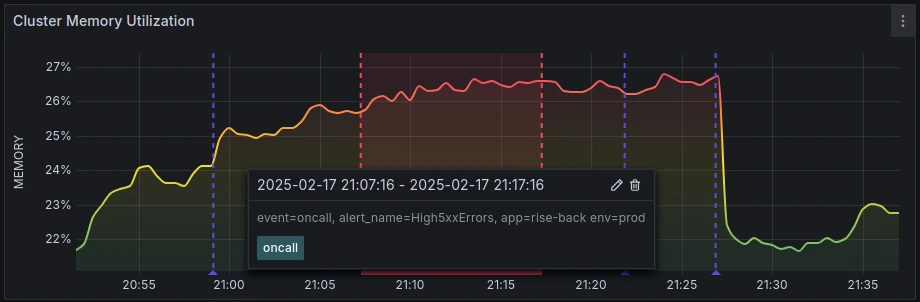 Cluster Memory Utilization
27%
26%
25%
24%
23%
22%
MEMORY
2025-02-17 21:07:16 - 2025-02-17 21:17:16
event=oncall, alert_name=High5xxErrors, app=rise-back env=prod
oncall
20:55 21:00 21:05 21:10 21:15 21:20 21:25 21:30 21:35